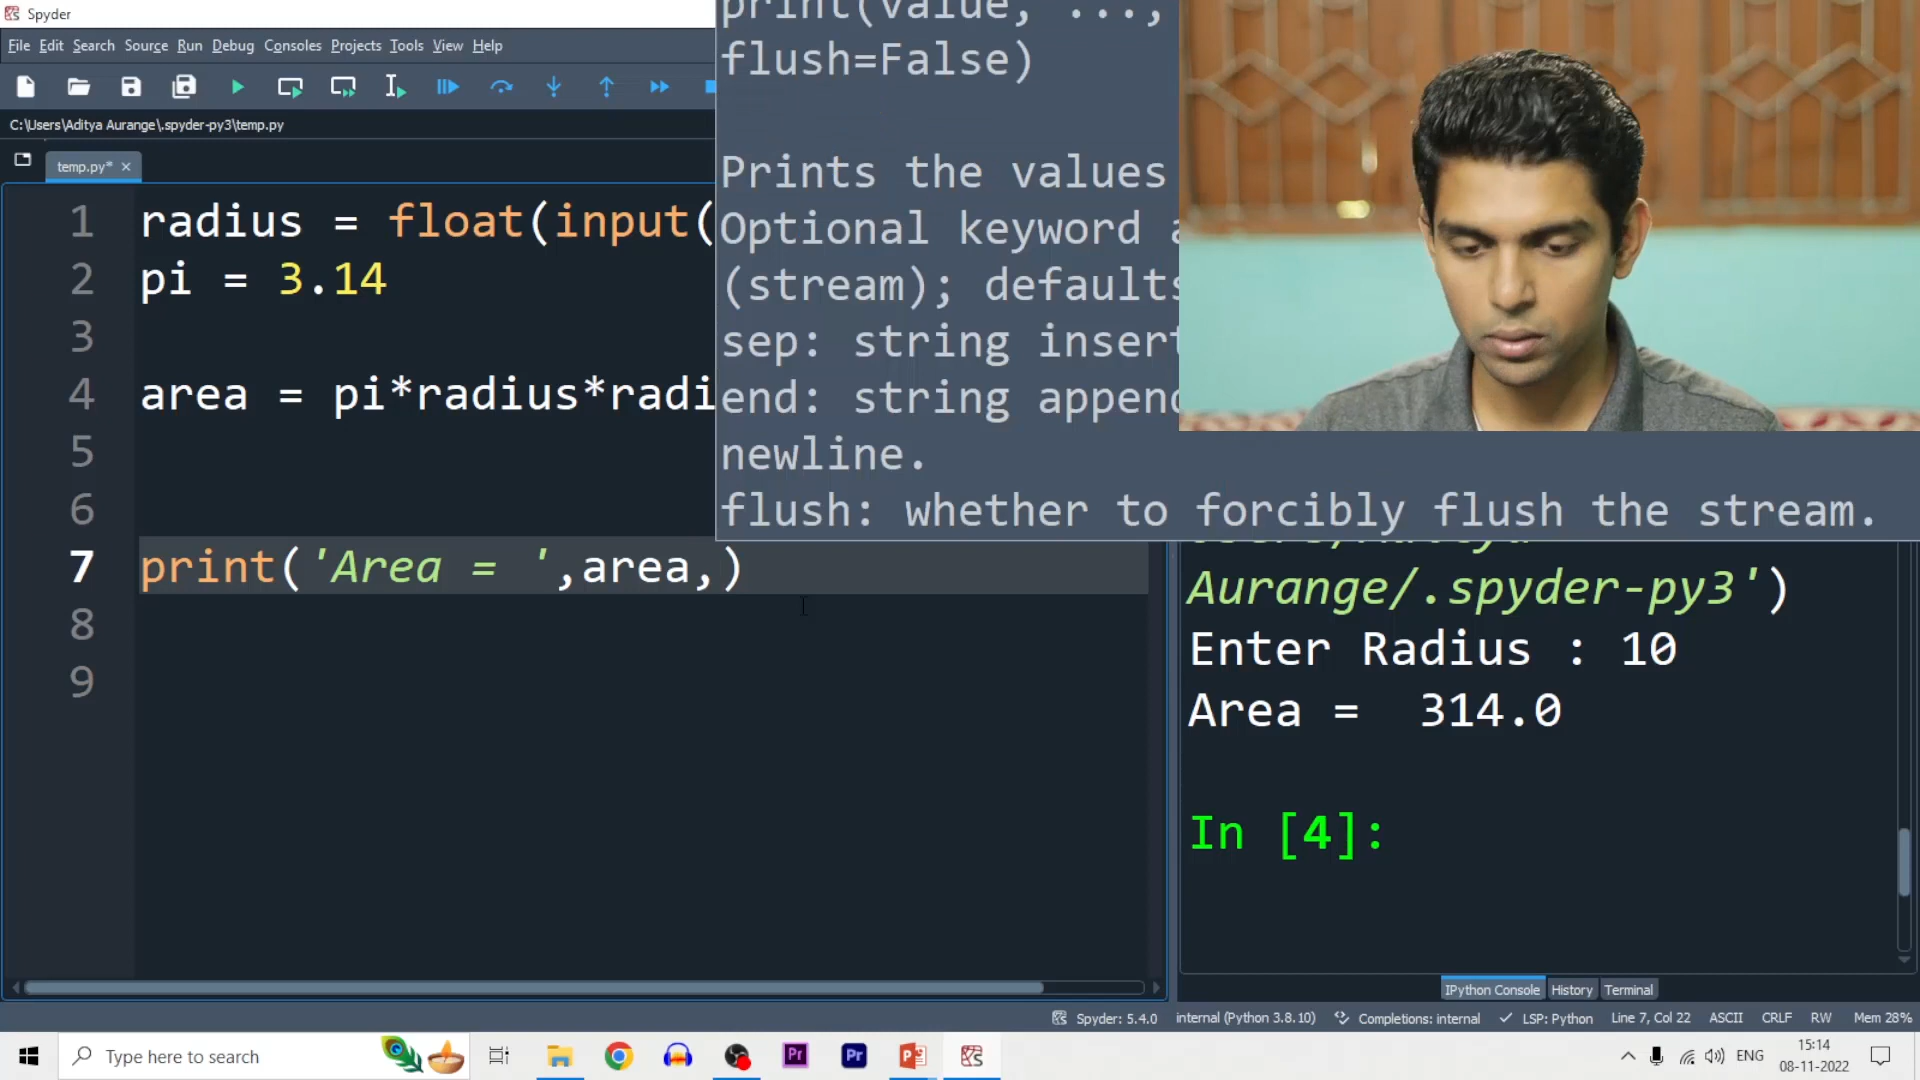 Spyder
File Edit Search Source Run Debug Consoles Projects Tools View Help
C:\Users\Aditya Aurange\.spyder-py3\temp.py
temp.py*
1 radius = float(input(
2 pi = 3.14
3
4 area = pi*radius*radi
5
6
7 print('Area = ',area,)
8
9
print(value, ...,
flush=False)
Prints the values
Optional keyword
(stream); defaults
sep: string insert
end: string append
newline.
flush: whether to forcibly flush the stream.
Aurange/.spyder-py3')
Enter Radius : 10
Area =  314.0
In [4]:
IPython Console History Terminal
Spyder: 5.4.0 internal (Python 3.8.10) Completions: internal LSP: Python Line 7, Col 22 ASCII CRLF RW Mem 28%
Type here to search
ENG
15:14
08-11-2022